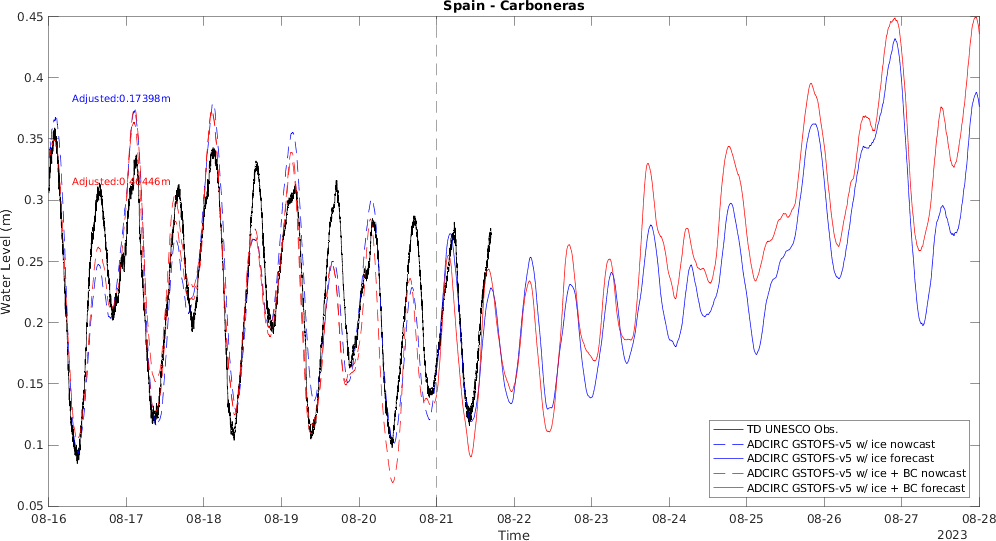 Spain - Carboneras
0.45
0.4
0.35
0.3
0.25
0.2
0.15
0.1
0.05
Water Level (m)
Adjusted:0.17398m
TD UNESCO Obs.
ADCIRC GSTOFS-v5 w/ ice nowcast
ADCIRC GSTOFS-v5 w/ ice forecast
ADCIRC GSTOFS-v5 w/ ice + BC nowcast
ADCIRC GSTOFS-v5 w/ ice + BC forecast
08-16 08-17 08-18 08-19 08-20 08-21 08-22 08-23 08-24 08-25 08-26 08-27 08-28
Time
2023